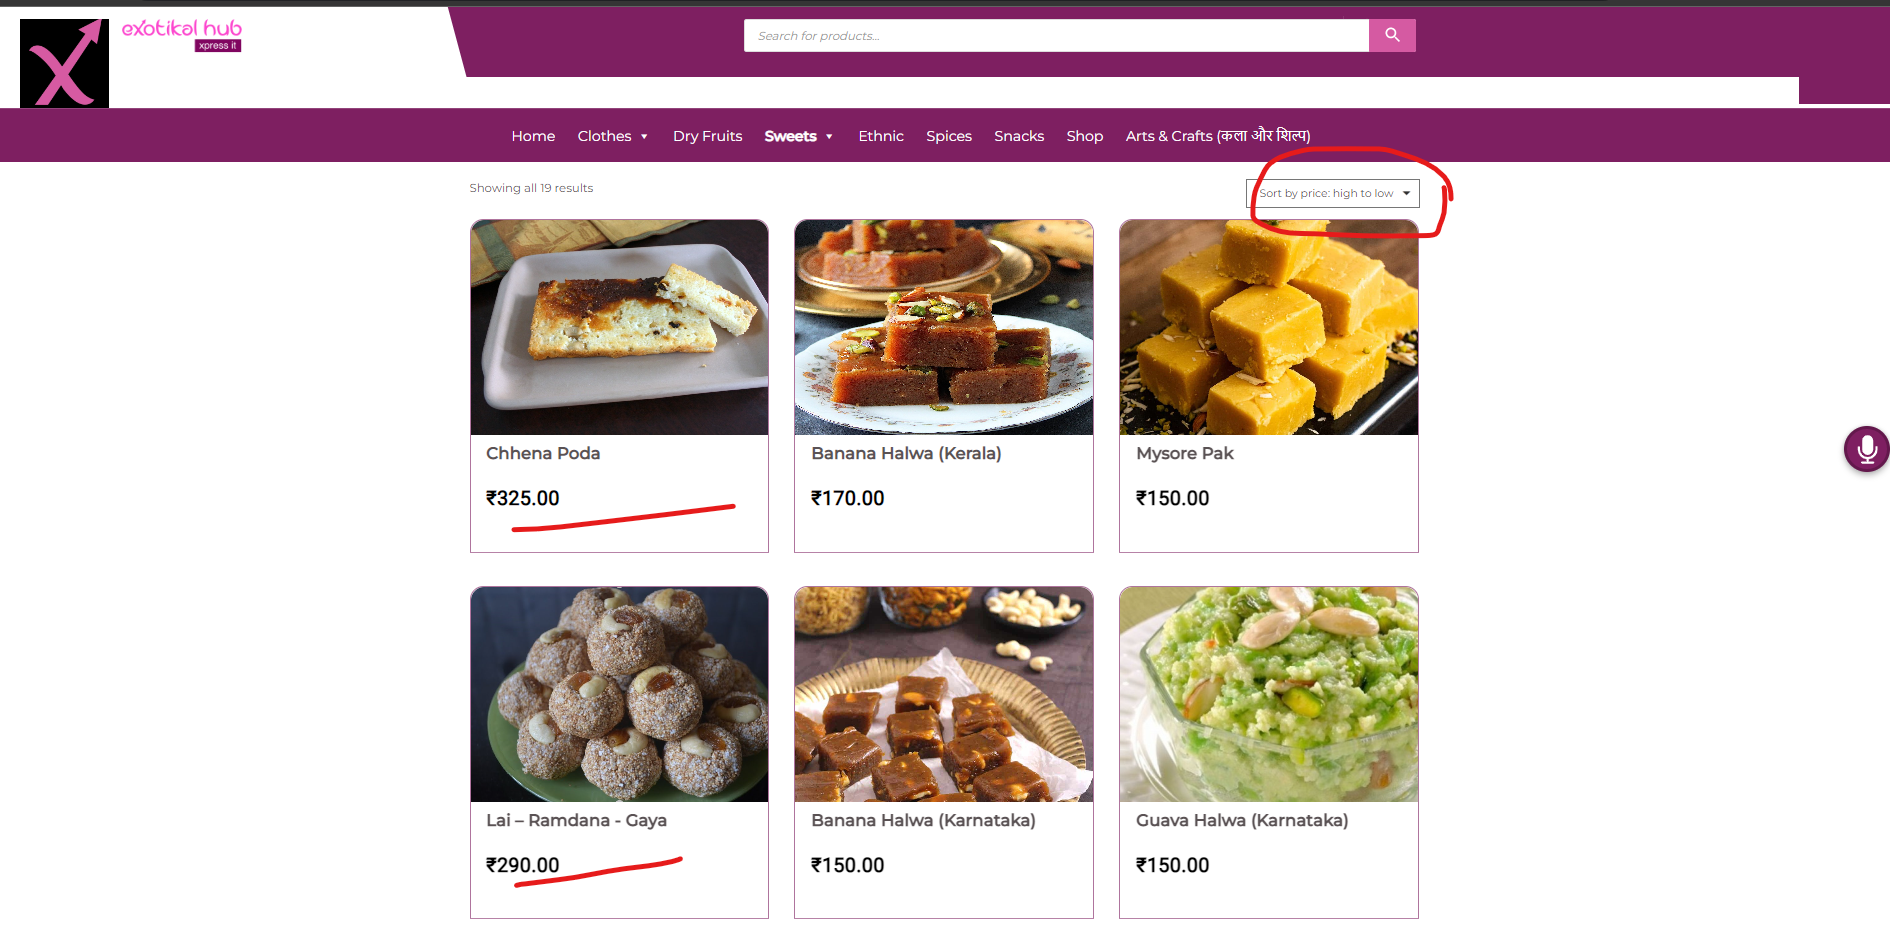 exotikal hub
xpress it
Search for products...
Home Clothes Dry Fruits Sweets Ethnic Spices Snacks Shop Arts & Crafts (कला और शिल्प)
Showing all 19 results
Sort by price: high to low
Chhena Poda
₹325.00
Banana Halwa (Kerala)
₹170.00
Mysore Pak
₹150.00
Lai – Ramdana - Gaya
₹290.00
Banana Halwa (Karnataka)
₹150.00
Guava Halwa (Karnataka)
₹150.00